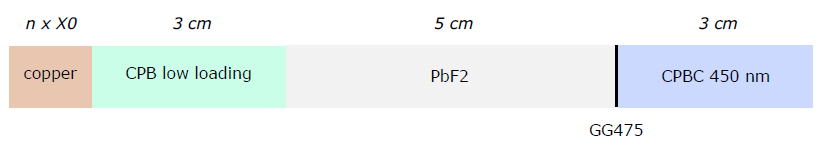 n x X0 3 cm 5 cm 3 cm
copper CPB low loading PbF2 CPBC 450 nm
GG475